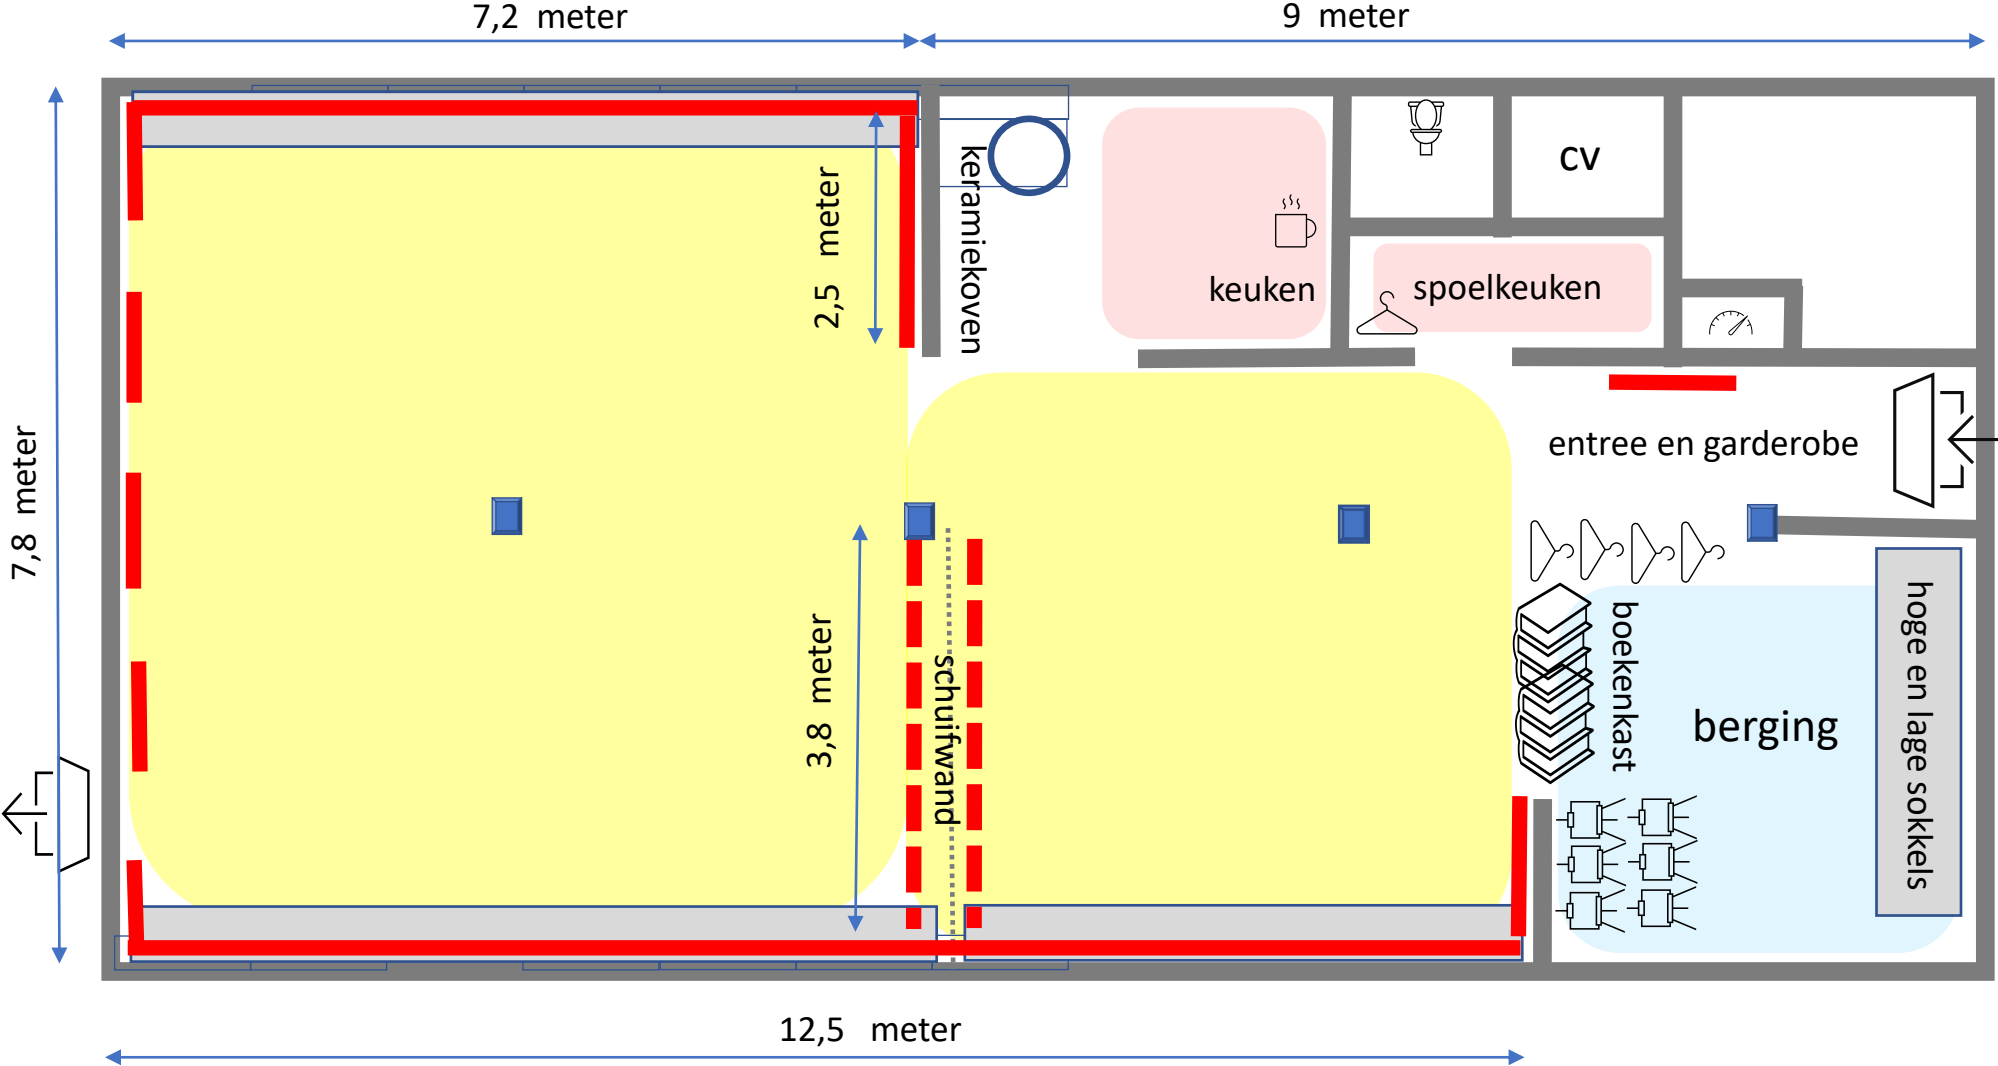 7,2 meter
9 meter
7,8 meter
2,5 meter
keramiekoven
keuken
cv
spoelkeuken
entree en garderobe
3,8 meter
schuifwand
boekenkast
berging
hoge en lage sokkels
12,5 meter